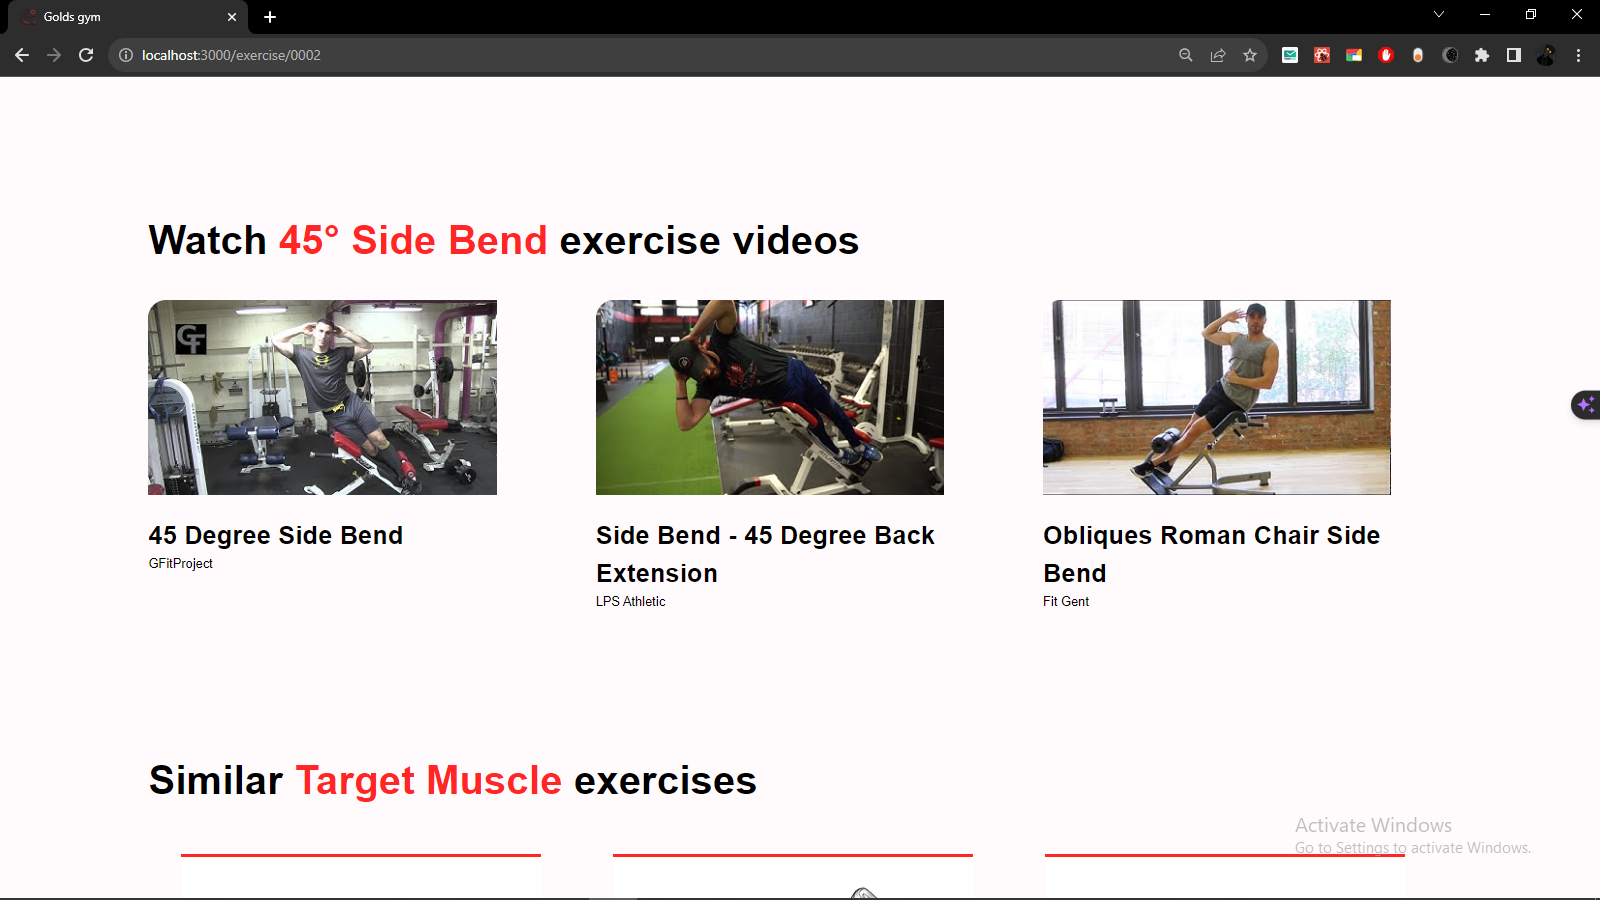 Golds gym
localhost:3000/exercise/0002
Watch 45° Side Bend exercise videos
GF
45 Degree Side Bend
GFitProject
Side Bend - 45 Degree Back
Extension
LPS Athletic
Obliques Roman Chair Side
Bend
Fit Gent
Similar Target Muscle exercises
Activate Windows
Go to Settings to activate Windows.